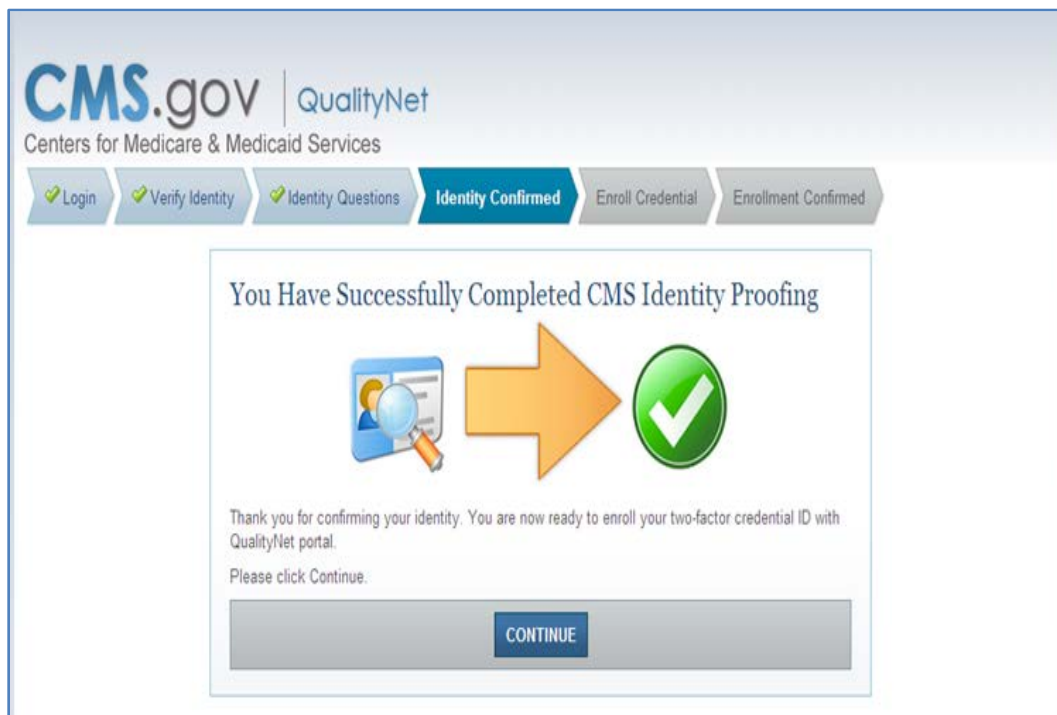 CMS.gov | QualityNet
Centers for Medicare & Medicaid Services
Login Verify Identity Identity Questions Identity Confirmed Enroll Credential Enrollment Confirmed
You Have Successfully Completed CMS Identity Proofing
Thank you for confirming your identity. You are now ready to enroll your two-factor credential ID with
QualityNet portal.
Please click Continue.
CONTINUE